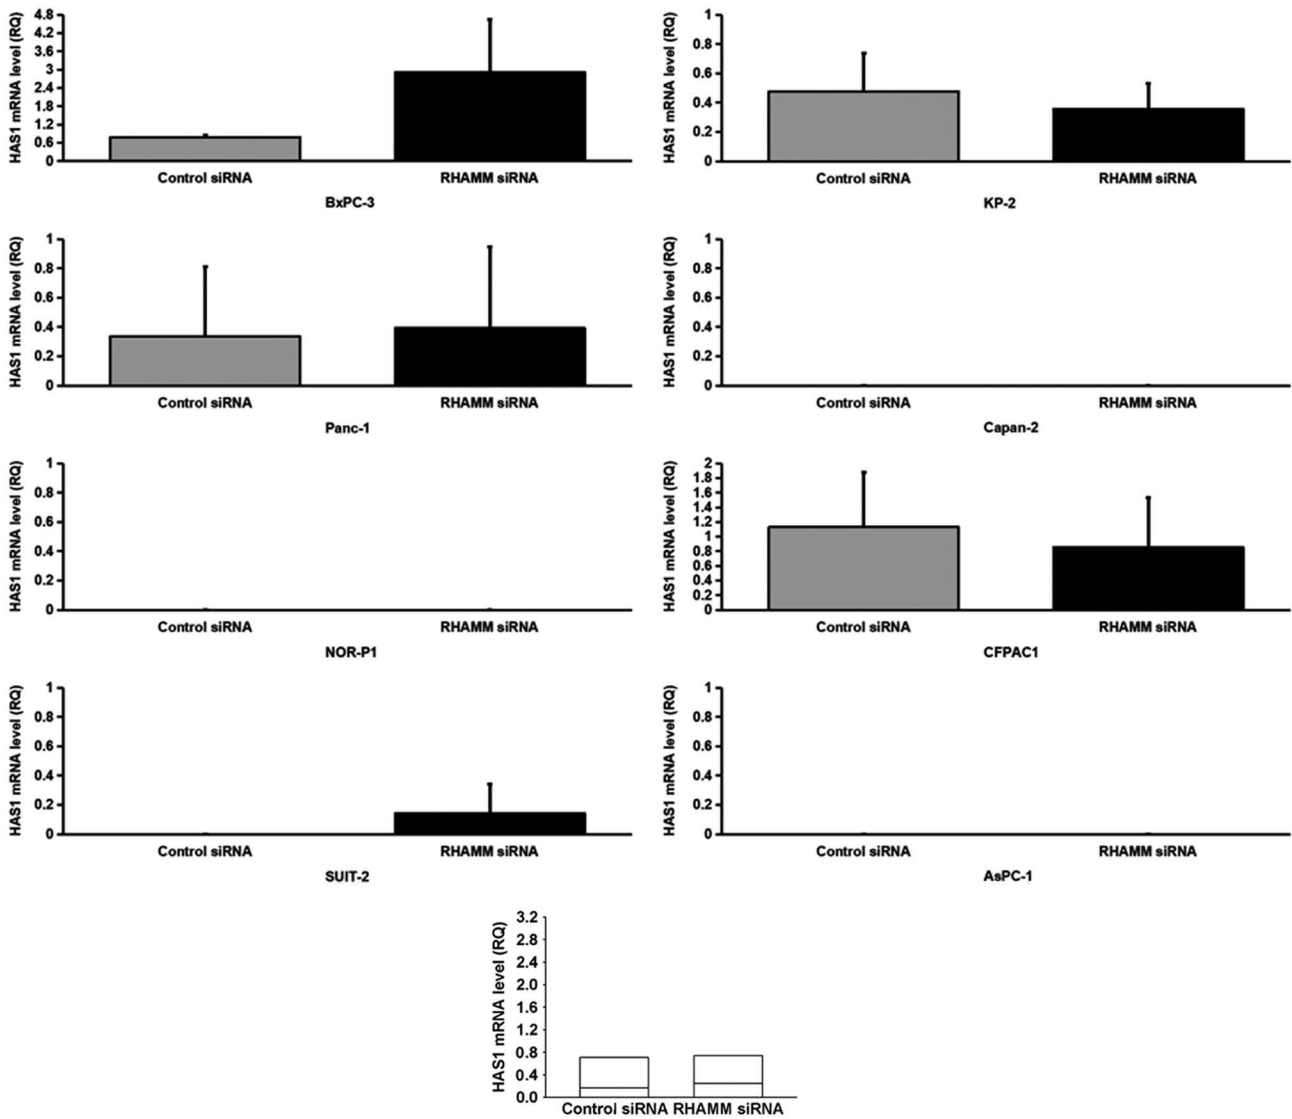 HAS1 mRNA level (RQ)
4.8
4.2
3.6
3
2.4
1.8
1.2
0.6
0
Control siRNA RHAMM siRNA
BxPC-3
HAS1 mRNA level (RQ)
1
0.8
0.6
0.4
0.2
0
Control siRNA RHAMM siRNA
KP-2
HAS1 mRNA level (RQ)
1
0.8
0.6
0.4
0.2
0
Control siRNA RHAMM siRNA
Panc-1
HAS1 mRNA level (RQ)
1
0.8
0.6
0.4
0.2
0
Control siRNA RHAMM siRNA
Capan-2
HAS1 mRNA level (RQ)
1
0.8
0.6
0.4
0.2
0
Control siRNA RHAMM siRNA
NOR-P1
HAS1 mRNA level (RQ)
2
1.8
1.6
1.4
1.2
1
0.8
0.6
0.4
0.2
0
Control siRNA RHAMM siRNA
CFPAC1
HAS1 mRNA level (RQ)
1
0.8
0.6
0.4
0.2
0
Control siRNA RHAMM siRNA
SUIT-2
HAS1 mRNA level (RQ)
1
0.8
0.6
0.4
0.2
0
Control siRNA RHAMM siRNA
AsPC-1
HAS1 mRNA level (RQ)
3.2
2.8
2.4
2.0
1.6
1.2
0.8
0.4
0.0
Control siRNA RHAMM siRNA